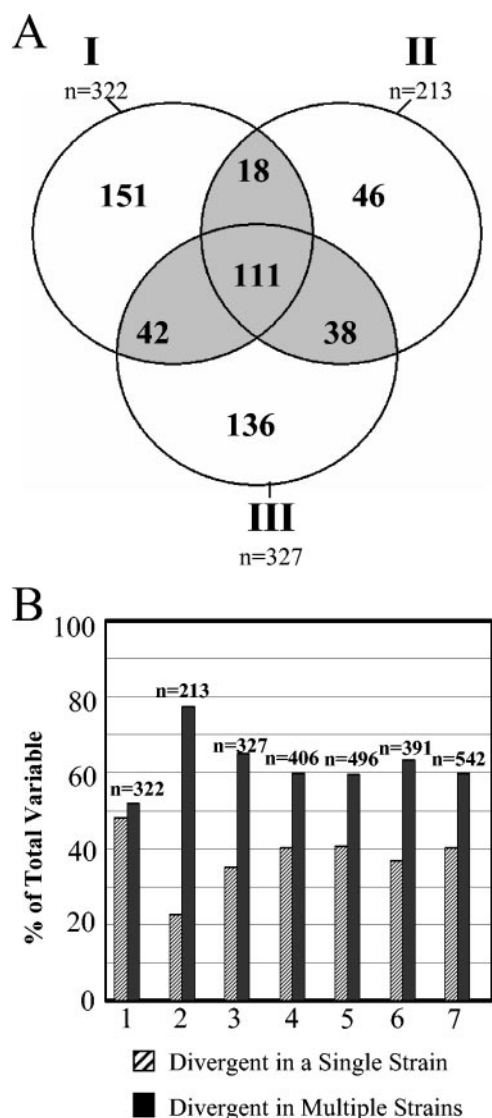 A
I
II
n=322
n=213
18
151
46
111
42
38
136
III
n=327
B
100
80
60
40
20
0
% of Total Variable
n=322
n=213
n=327
n=406
n=496
n=391
n=542
1 2 3 4 5 6 7
Divergent in a Single Strain
Divergent in Multiple Strains